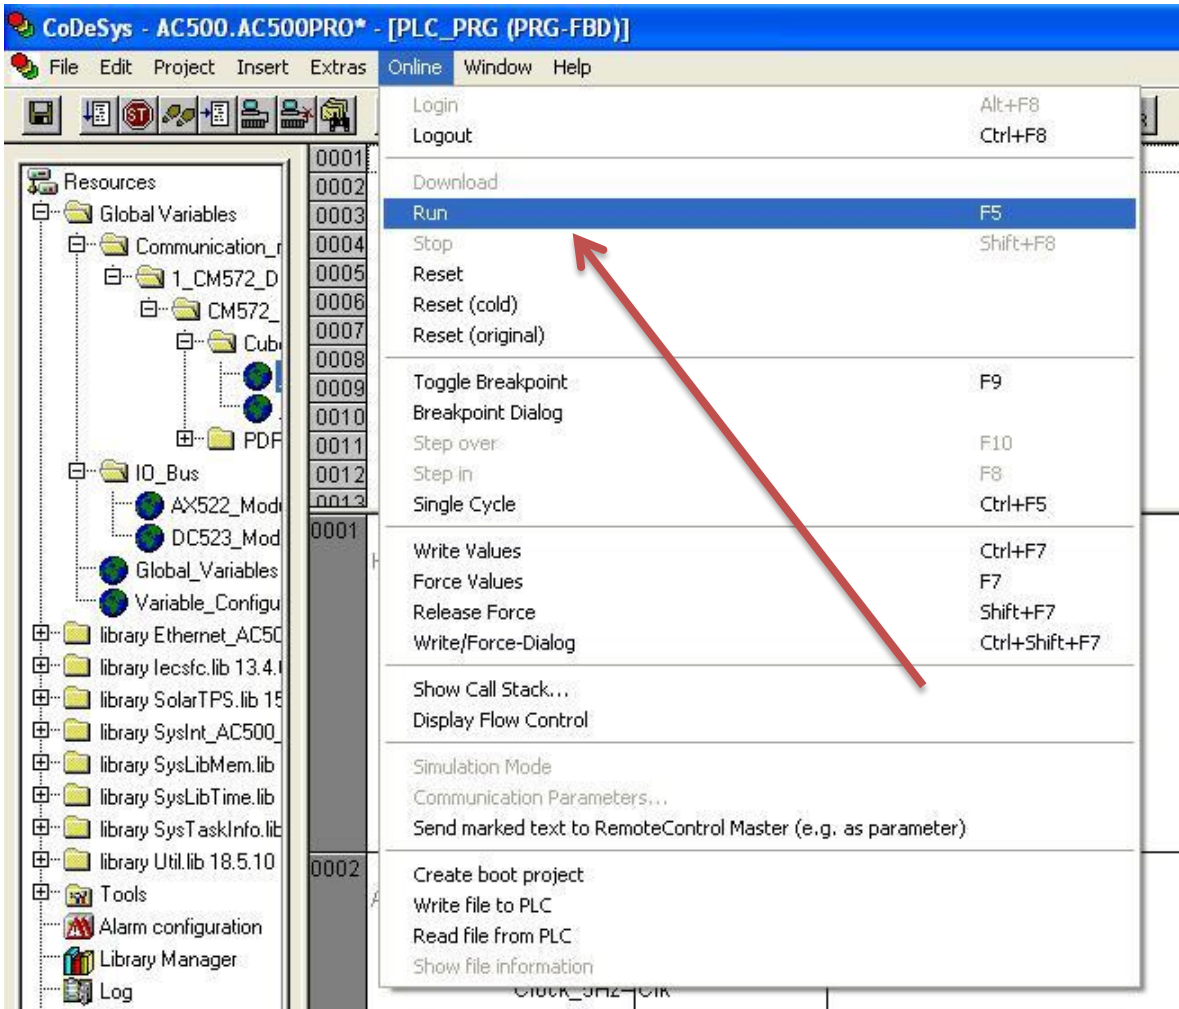 CoDeSys - AC500.AC500PRO* - [PLC_PRG (PRG-FBD)]
File Edit Project Insert Extras Online Window Help
Resources
Global Variables
Communication_r
1_CM572_D
CM572_
Cub
PDF
IO_Bus
AX522_Mod
DC523_Mod
Global_Variables
Variable_Configu
library Ethernet_AC50
library Iecsfc.lib 13.4.
library SolarTPS.lib 15
library SysInt_AC500_
library SysLibMem.lib
library SysLibTime.lib
library SysTaskInfo.lib
library Util.lib 18.5.10
Tools
Alarm configuration
Library Manager
Log
0001
0002
0003
0004
0005
0006
0007
0008
0009
0010
0011
0012
0013
0001
0002
Login Alt+F8
Logout Ctrl+F8
Download
Run F5
Stop Shift+F8
Reset
Reset (cold)
Reset (original)
Toggle Breakpoint F9
Breakpoint Dialog
Step over F10
Step in F8
Single Cycle Ctrl+F5
Write Values Ctrl+F7
Force Values F7
Release Force Shift+F7
Write/Force-Dialog Ctrl+Shift+F7
Show Call Stack...
Display Flow Control
Simulation Mode
Communication Parameters...
Send marked text to RemoteControl Master (e.g. as parameter)
Create boot project
Write file to PLC
Read file from PLC
Show file information